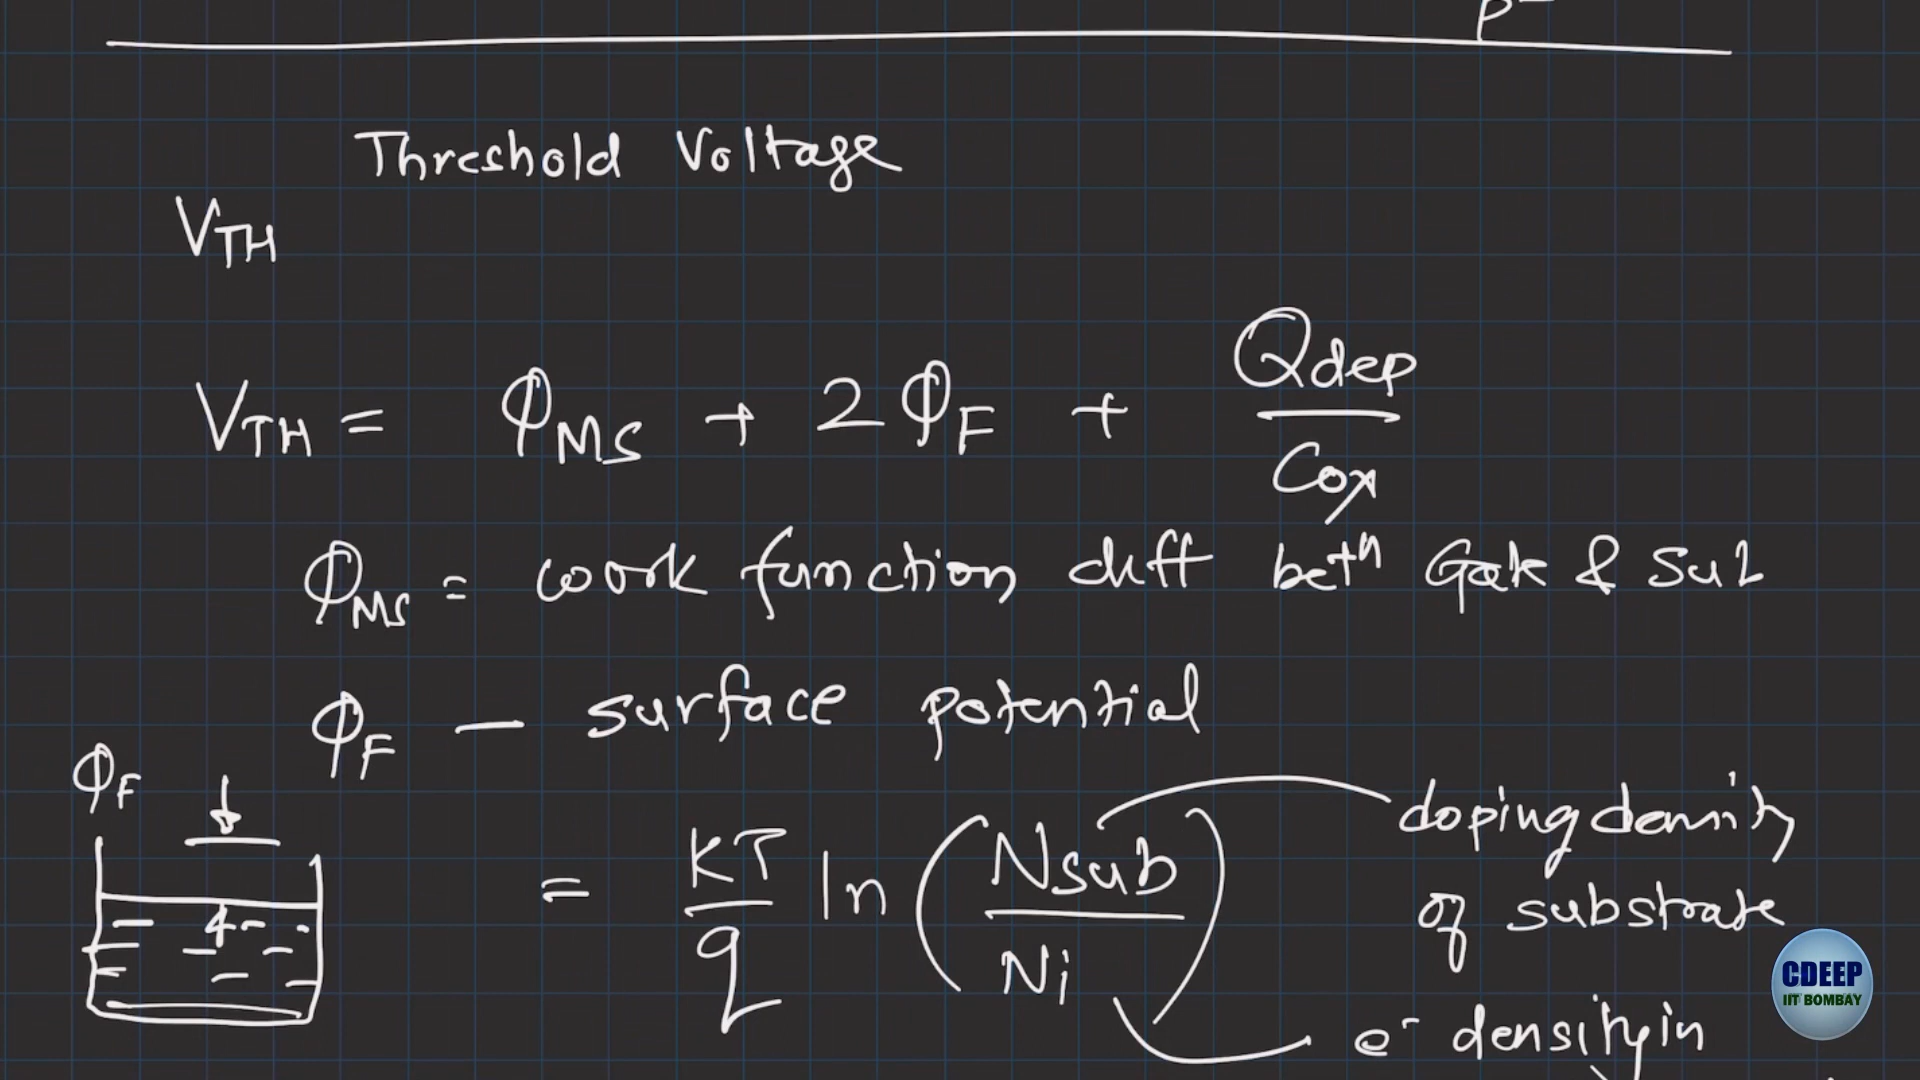 P-
Threshold Voltage
VTH
VTH = ΦMS + 2ΦF + Qdep / Cox
ΦMS = work function diff betn Gate & Sub
ΦF — surface potential
ΦF
= KT / q ln (Nsub / Ni)
doping density
of substrate
e- density in
CDEEP
IIT BOMBAY